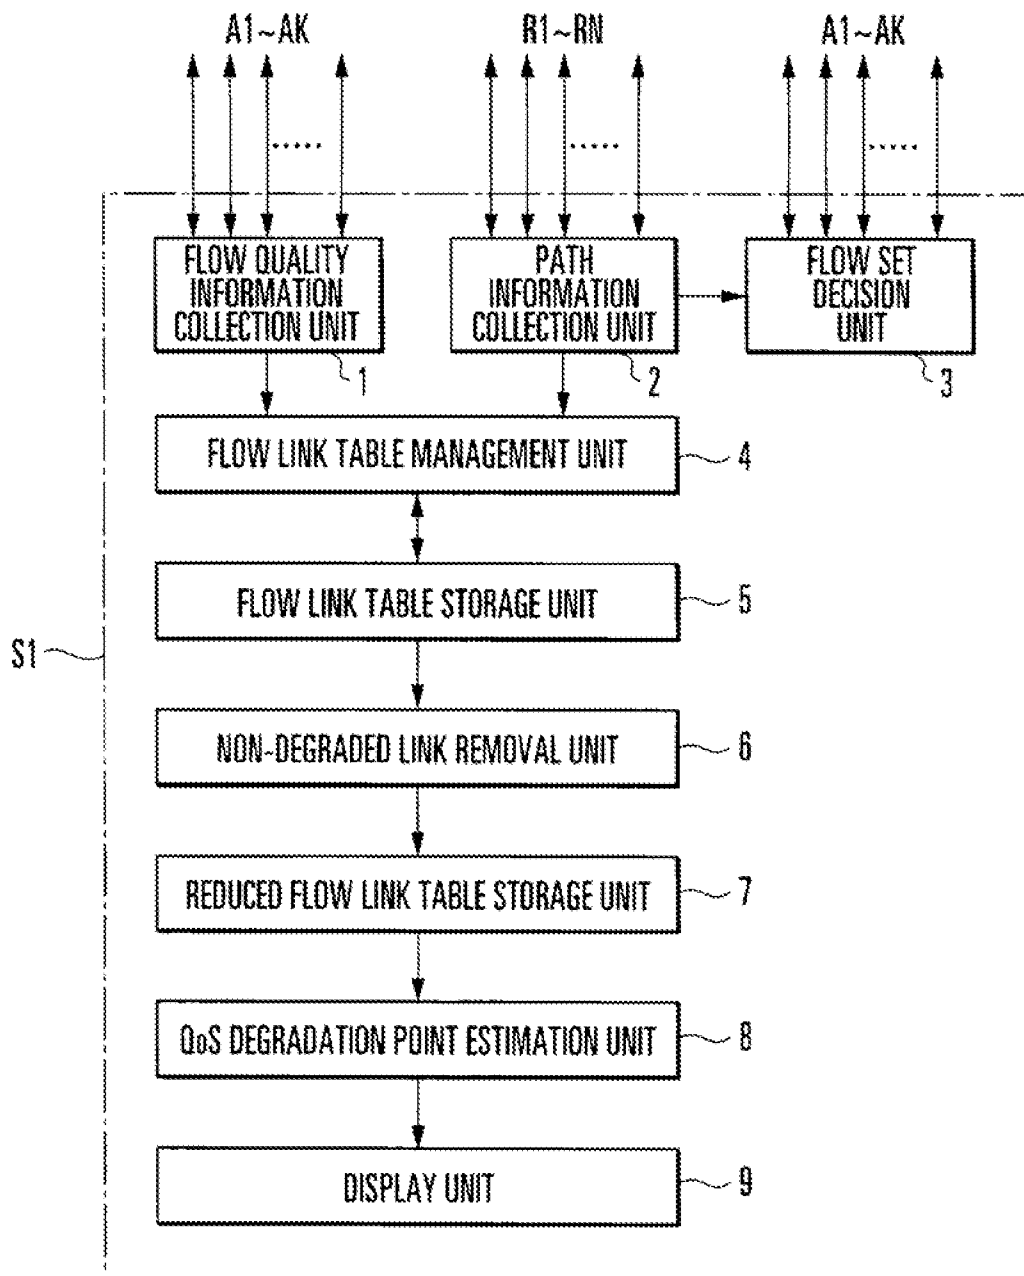 A1~AK
R1~RN
A1~AK
FLOW QUALITY
INFORMATION
COLLECTION UNIT
1
PATH
INFORMATION
COLLECTION UNIT
2
FLOW SET
DECISION
UNIT
3
FLOW LINK TABLE MANAGEMENT UNIT
4
FLOW LINK TABLE STORAGE UNIT
5
S1
NON-DEGRADED LINK REMOVAL UNIT
6
REDUCED FLOW LINK TABLE STORAGE UNIT
7
QoS DEGRADATION POINT ESTIMATION UNIT
8
DISPLAY UNIT
9